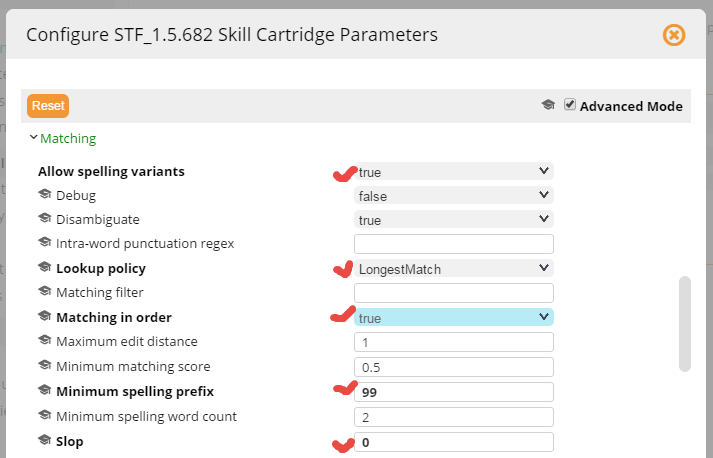 Configure STF_1.5.682 Skill Cartridge Parameters
Reset Advanced Mode
Matching
Allow spelling variants true
Debug false
Disambiguate true
Intra-word punctuation regex
Lookup policy LongestMatch
Matching filter
Matching in order true
Maximum edit distance 1
Minimum matching score 0.5
Minimum spelling prefix 99
Minimum spelling word count 2
Slop 0